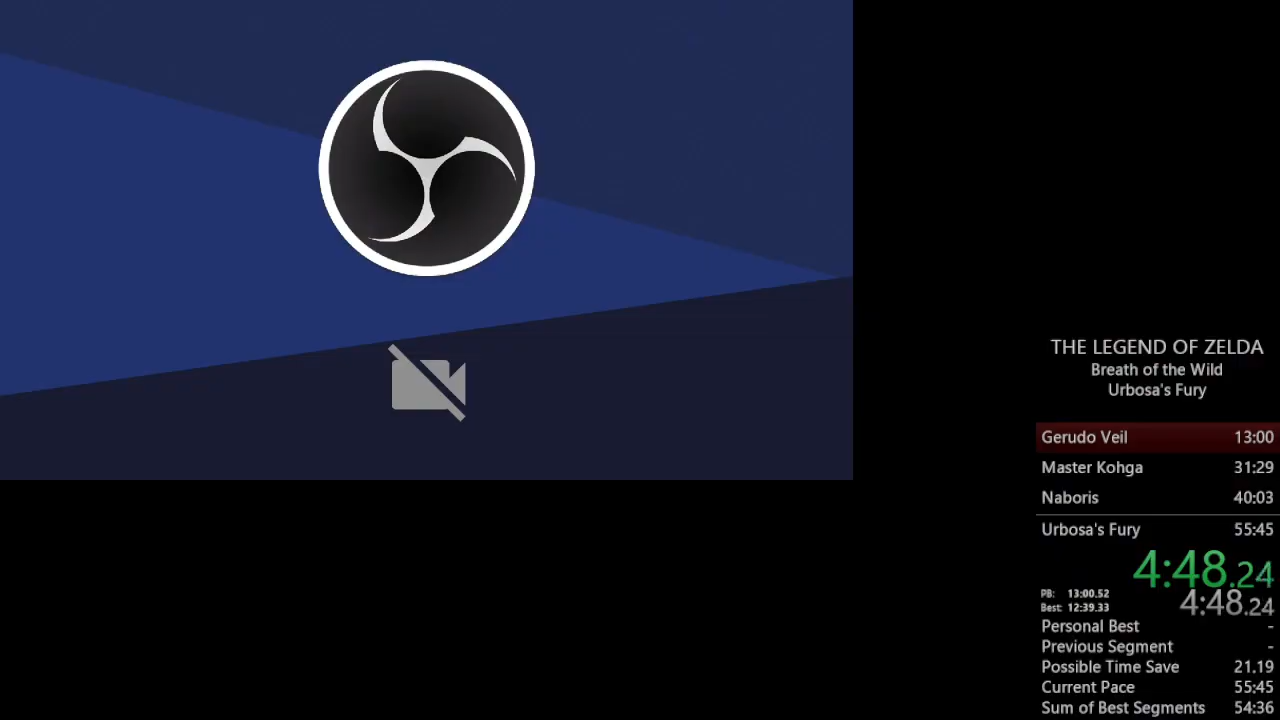 THE LEGEND OF ZELDA
Breath of the Wild
Urbosa's Fury
Gerudo Veil 13:00
Master Kohga 31:29
Naboris 40:03
Urbosa's Fury 55:45
4:48.24
PB: 13:00.52
Best: 12:39.33
4:48.24
Personal Best -
Previous Segment -
Possible Time Save 21.19
Current Pace 55:45
Sum of Best Segments 54:36